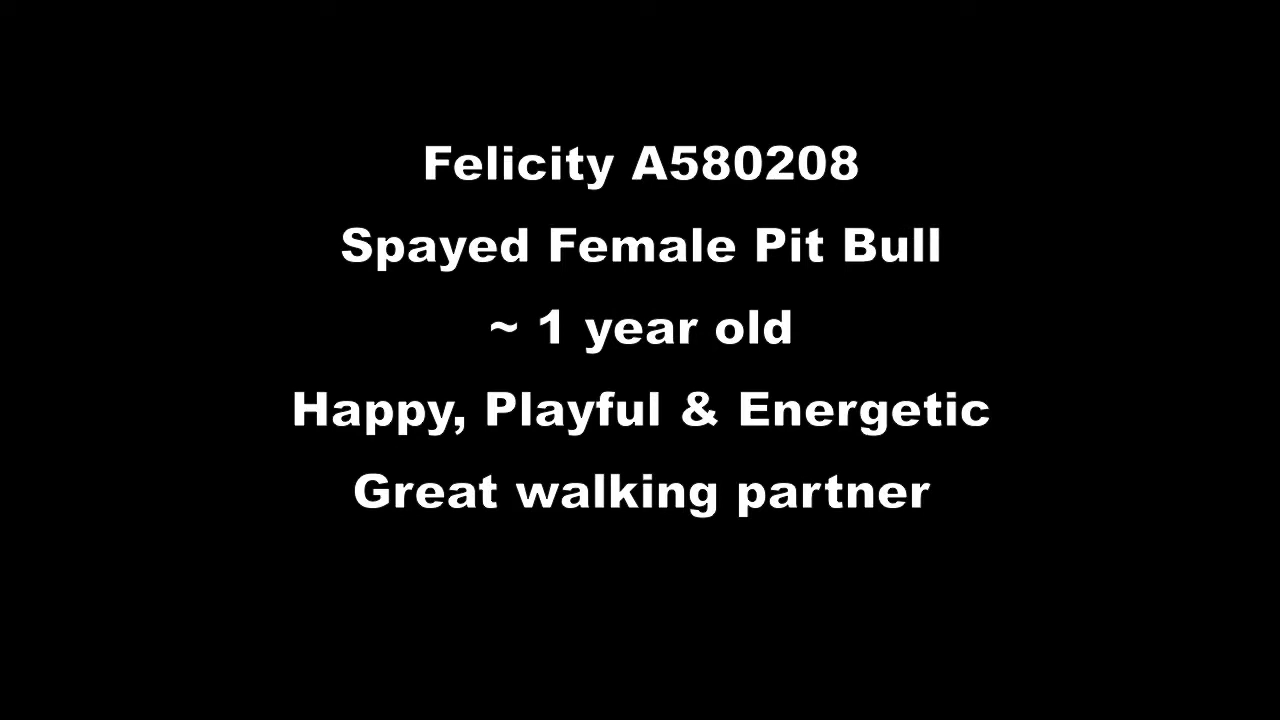 Felicity A580208
Spayed Female Pit Bull
~ 1 year old
Happy, Playful & Energetic
Great walking partner